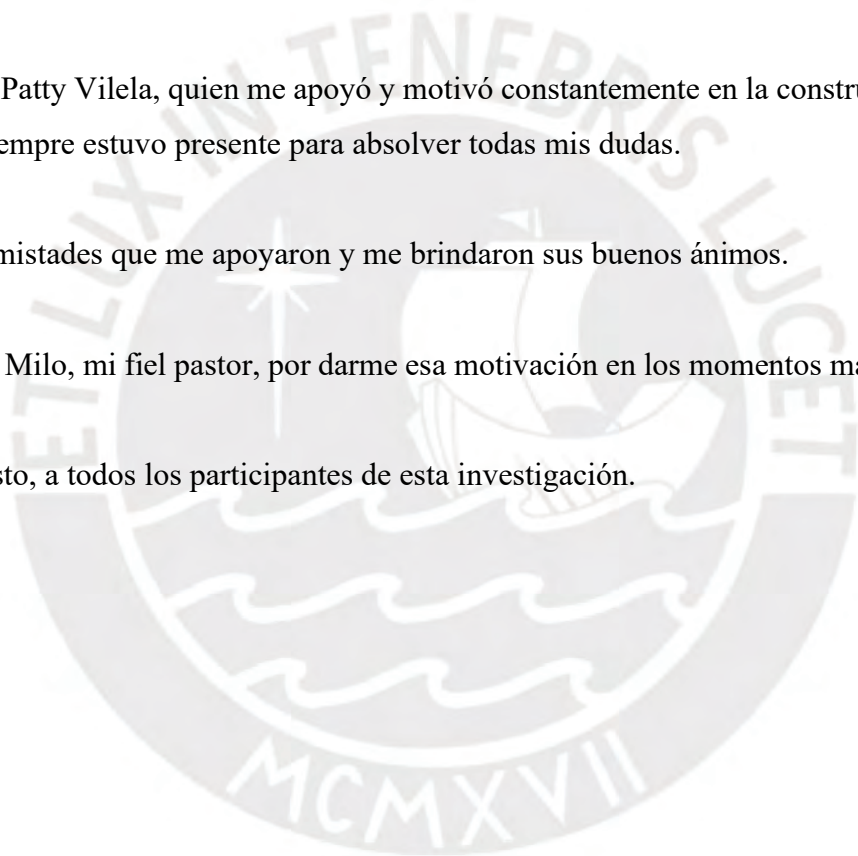 ET LUX IN TENEBRIS LUCET
Patty Vilela, quien me apoyó y motivó constantemente en la constru
empre estuvo presente para absolver todas mis dudas.
mistades que me apoyaron y me brindaron sus buenos ánimos.
Milo, mi fiel pastor, por darme esa motivación en los momentos má
sto, a todos los participantes de esta investigación.
MCMXVII